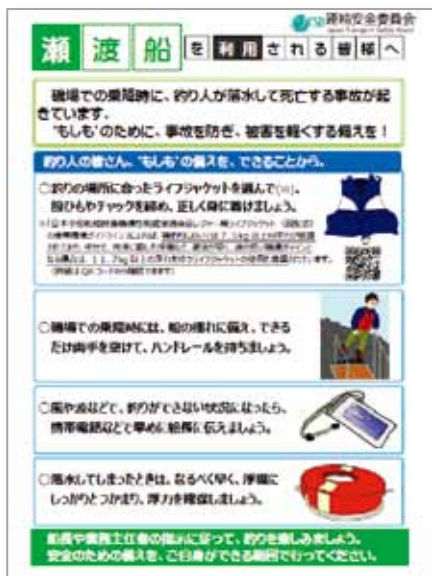 運輸安全委員会
Japan Transport Safety Board
瀬渡船を利用される皆様へ
磯場での乗降時に、釣り人が落水して死亡する事故が起
きています。
“もしも”のために、事故を防ぎ、被害を軽くする備えを！
釣り人の皆さん、“もしも”の備えを、できることから。
○釣りの場所に合ったライフジャケットを選んで(※)、
股ひもやチャックを締め、正しく身に着けましょう。
○磯場での乗降時には、船の揺れに備え、できる
だけ両手を空けて、ハンドレールを持ちましょう。
○風や波などで、釣りができない状況になったら、
携帯電話などで早めに船長に伝えましょう。
○落水してしまったときは、なるべく早く、浮環に
しっかりとつかまり、浮力を確保しましょう。
船長や業務主任者の指示に従って、釣りを楽しみましょう。
安全のための備えを、ご自身ができる範囲で行ってください。